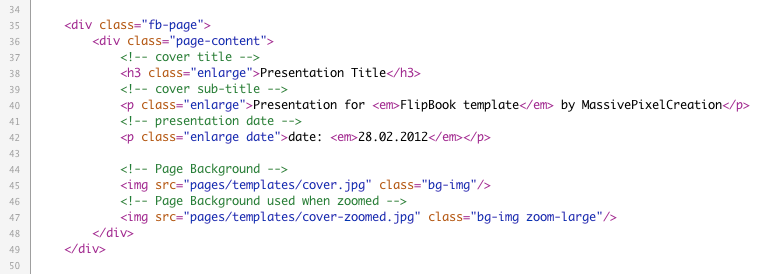 34
35 <div class="fb-page">
36 <div class="page-content">
37 <!-- cover title -->
38 <h3 class="enlarge">Presentation Title</h3>
39 <!-- cover sub-title -->
40 <p class="enlarge">Presentation for <em>FlipBook template</em> by MassivePixelCreation</p>
41 <!-- presentation date -->
42 <p class="enlarge date">date: <em>28.02.2012</em></p>
43
44 <!-- Page Background -->
45 <img src="pages/templates/cover.jpg" class="bg-img"/>
46 <!-- Page Background used when zoomed -->
47 <img src="pages/templates/cover-zoomed.jpg" class="bg-img zoom-large"/>
48 </div>
49 </div>
50